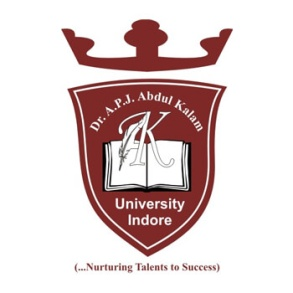 Dr. A.P.J. Abdul Kalam
AK
University
Indore
(...Nurturing Talents to Success)